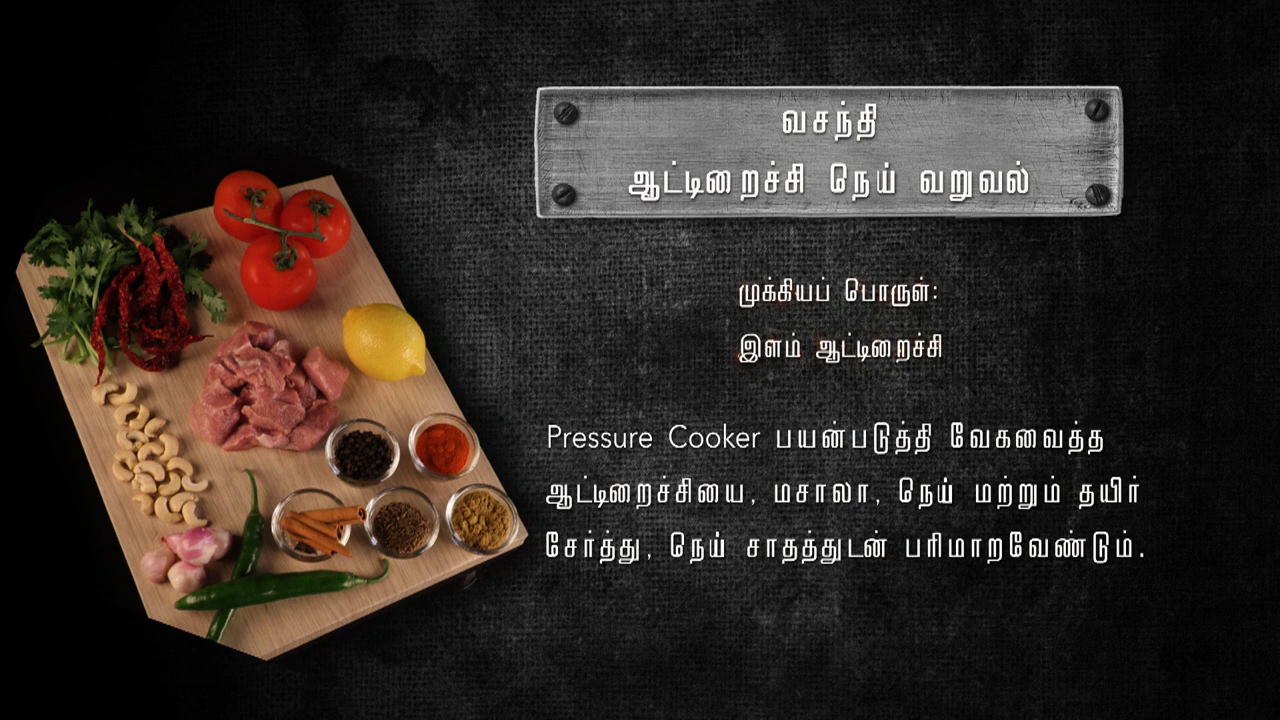 வசந்தி
ஆட்டிறைச்சி நெய் வறுவல்
முக்கியப் பொருள்:
இளம் ஆட்டிறைச்சி
Pressure Cooker பயன்படுத்தி வேகவைத்த
ஆட்டிறைச்சியை, மசாலா, நெய் மற்றும் தயிர்
சேர்த்து, நெய் சாதத்துடன் பரிமாறவேண்டும்.